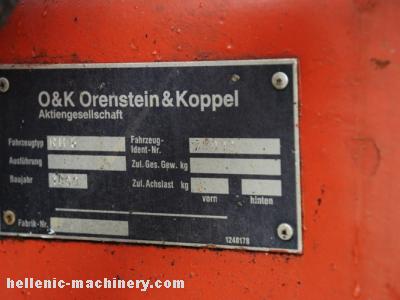 O&K Orenstein & Koppel
Aktiengesellschaft
Fahrzeugtyp
Fahrzeug-
Ident-Nr.
Ausführung
Zul. Ges. Gew. kg
Baujahr
Zul. Achslast kg
vorn hinten
Fabrik-Nr.
1248178
hellenic-machinery.com